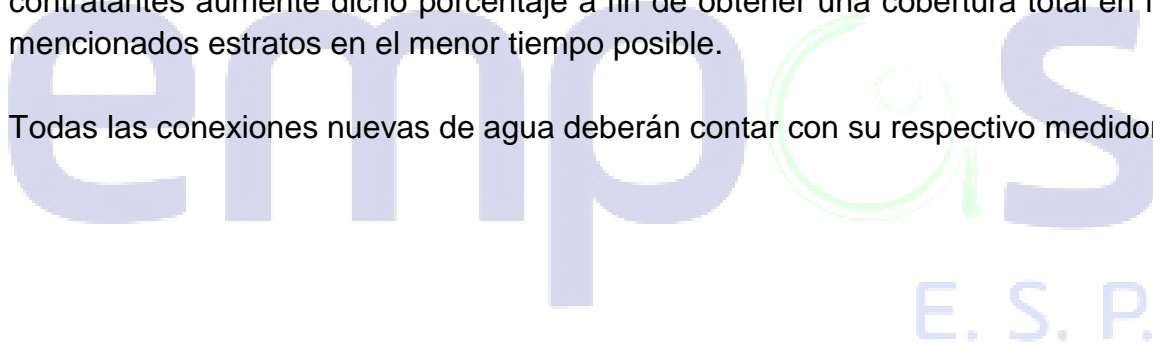 contratantes aumente dicho porcentaje a fin de obtener una cobertura total en
mencionados estratos en el menor tiempo posible.
Todas las conexiones nuevas de agua deberán contar con su respectivo medidor
empas
E. S. P.